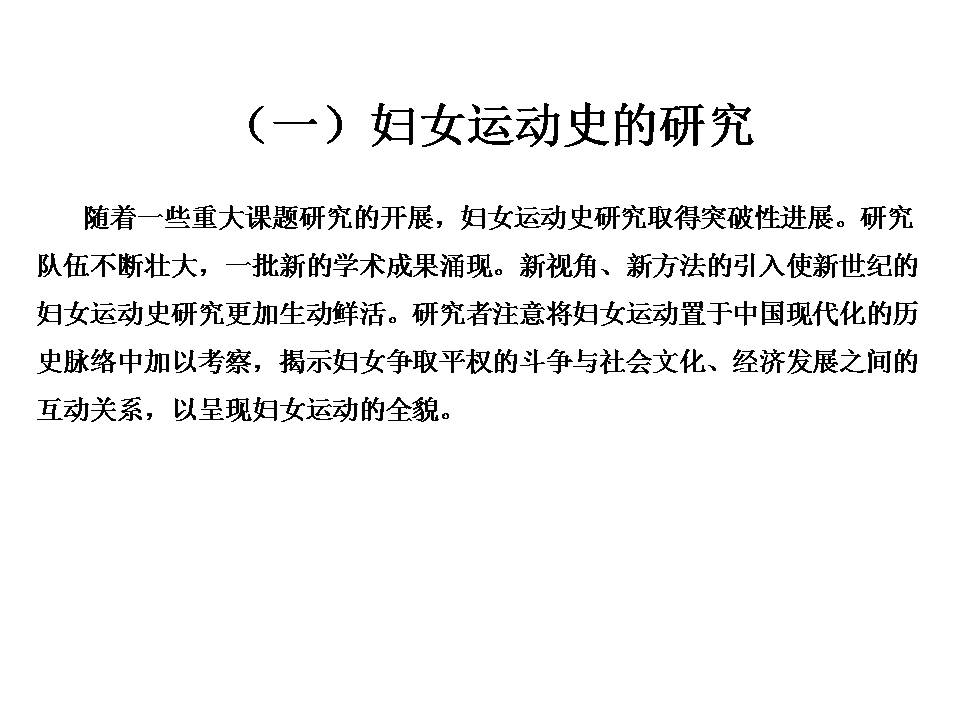 （一）妇女运动史的研究
随着一些重大课题研究的开展，妇女运动史研究取得突破性进展。研究
队伍不断壮大，一批新的学术成果涌现。新视角、新方法的引入使新世纪的
妇女运动史研究更加生动鲜活。研究者注意将妇女运动置于中国现代化的历
史脉络中加以考察，揭示妇女争取平权的斗争与社会文化、经济发展之间的
互动关系，以呈现妇女运动的全貌。